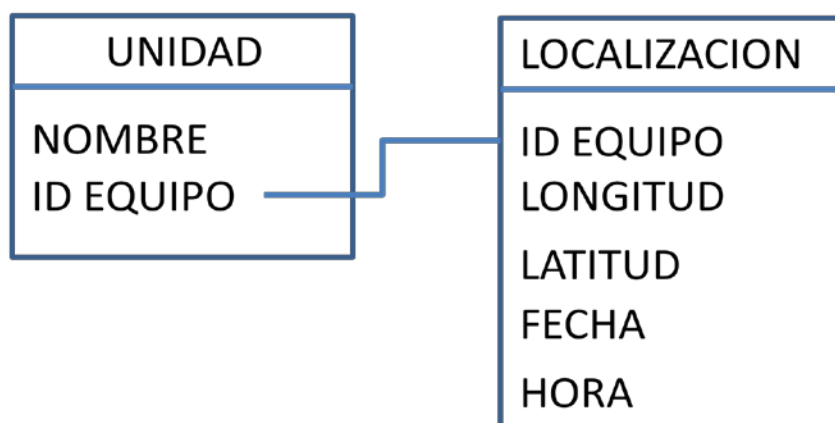 UNIDAD
NOMBRE
ID EQUIPO
LOCALIZACION
ID EQUIPO
LONGITUD
LATITUD
FECHA
HORA